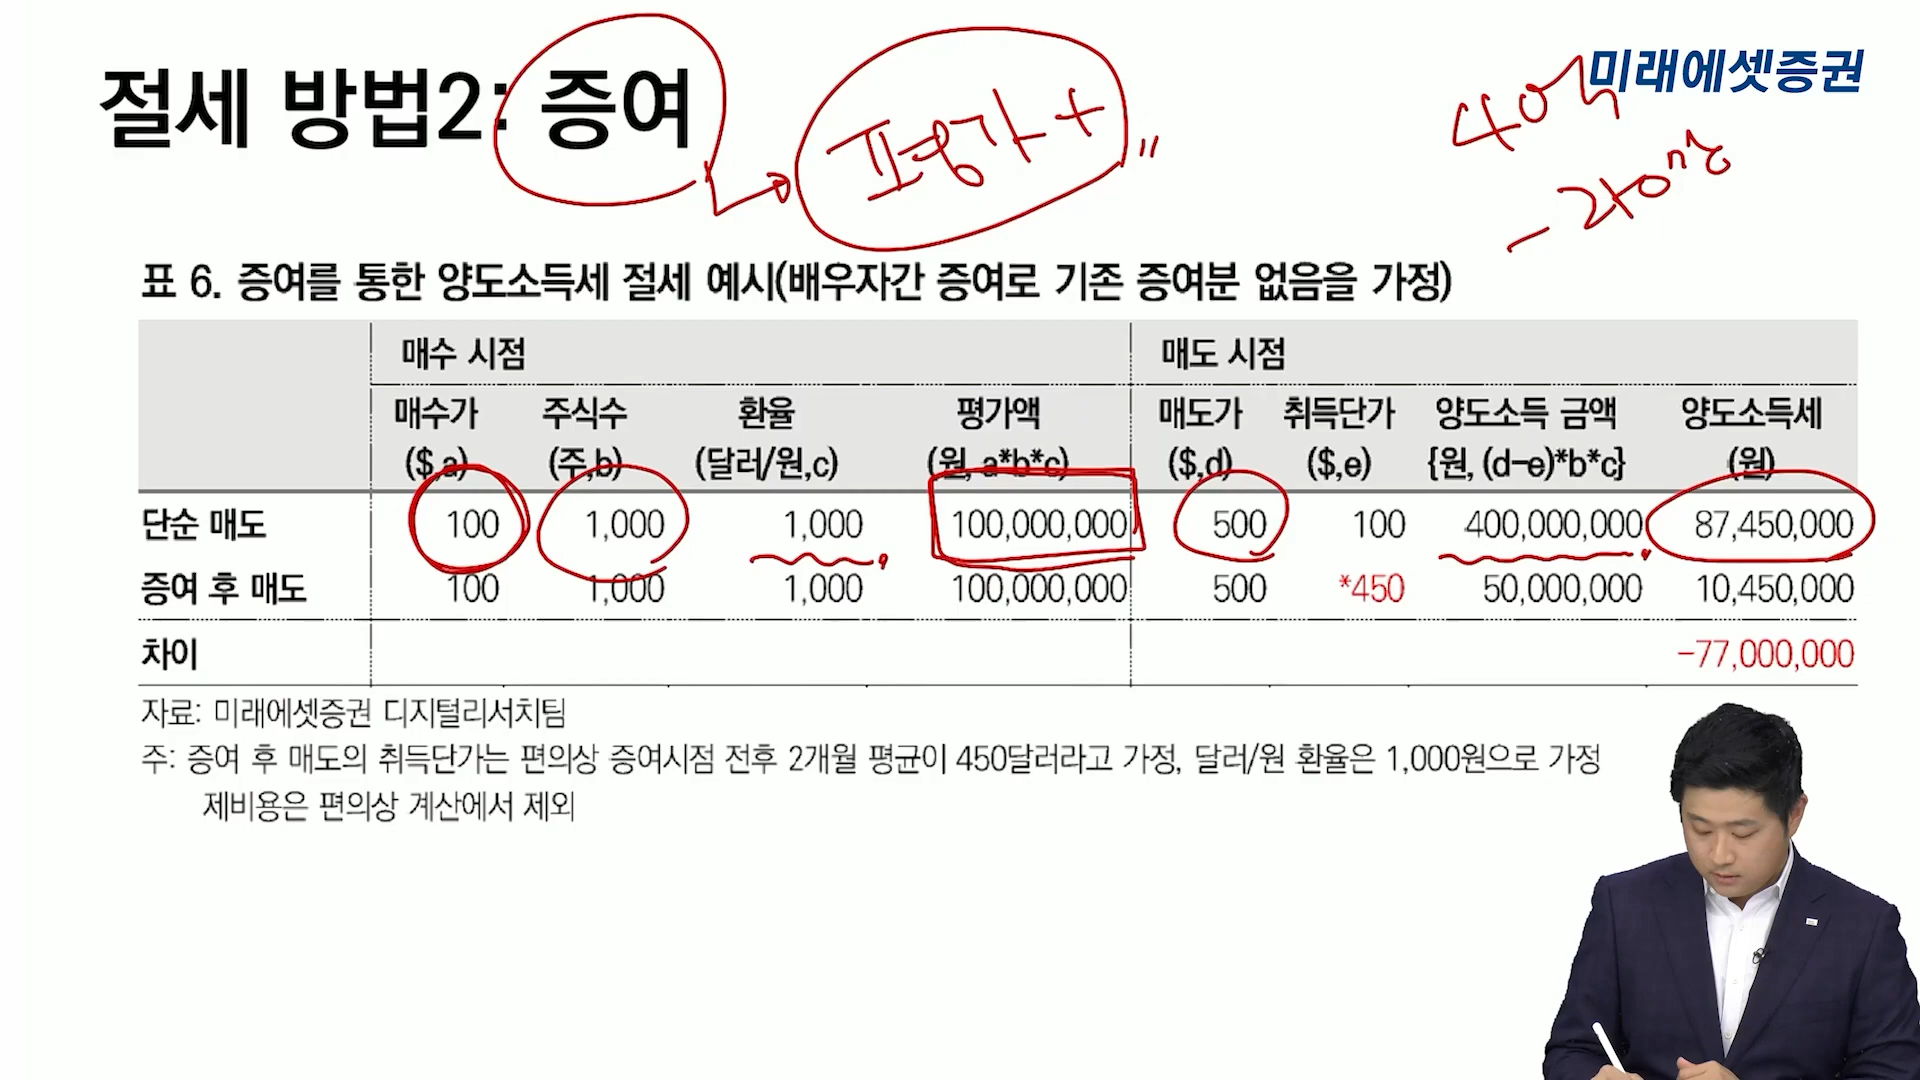 미래에셋증권
절세 방법2: 증여
평가+
표 6. 증여를 통한 양도소득세 절세 예시(배우자간 증여로 기존 증여분 없음을 가정)
매수 시점 매도 시점
매수가 주식수 환율 평가액 매도가 취득단가 양도소득 금액 양도소득세
($,a) (주,b) (달러/원,c) (원, a*b*c) ($,d) ($,e) {원, (d-e)*b*c} (원)
단순 매도 100 1,000 1,000 100,000,000 500 100 400,000,000 87,450,000
증여 후 매도 100 1,000 1,000 100,000,000 500 *450 50,000,000 10,450,000
차이 -77,000,000
자료: 미래에셋증권 디지털리서치팀
주: 증여 후 매도의 취득단가는 편의상 증여시점 전후 2개월 평균이 450달러라고 가정, 달러/원 환율은 1,000원으로 가정
제비용은 편의상 계산에서 제외